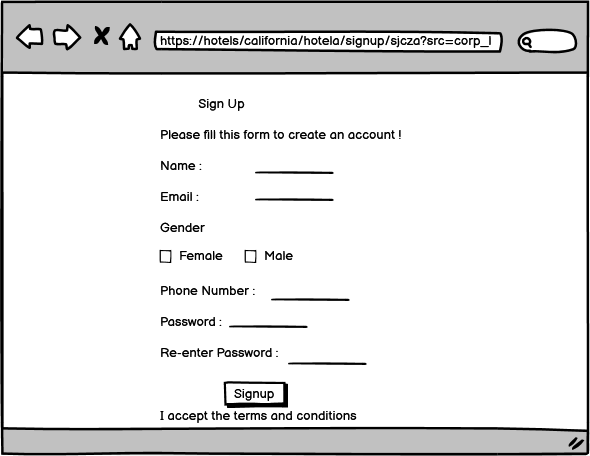 https://hotels/california/hotela/signup/sjcza?src=corp_l
Sign Up
Please fill this form to create an account !
Name :
Email :
Gender
Female Male
Phone Number :
Password :
Re-enter Password :
Signup
I accept the terms and conditions